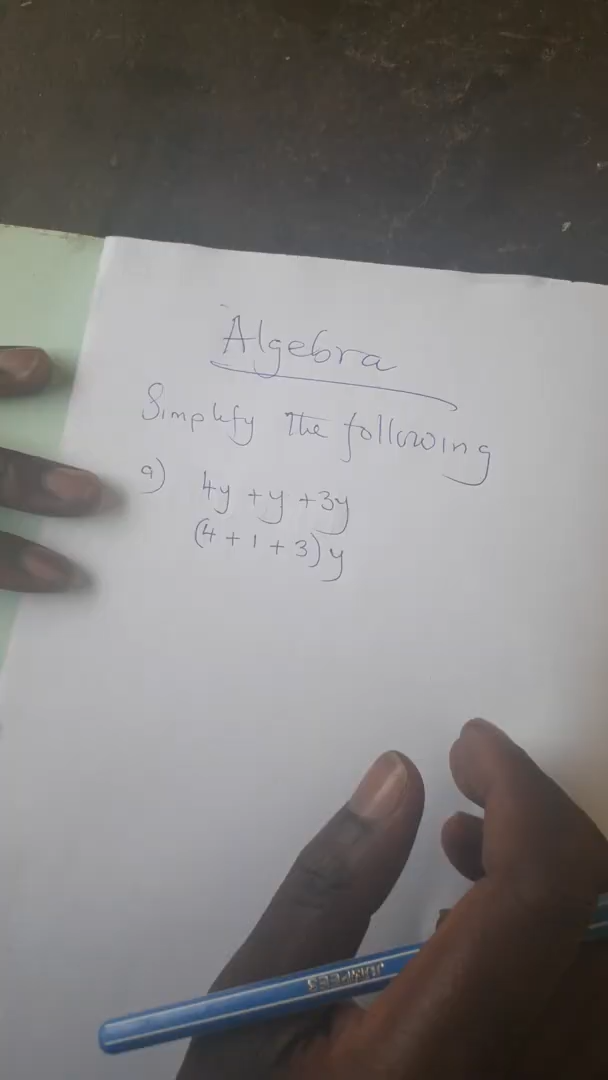 Algebra
Simplify the following
a) 4y + y + 3y
(4 + 1 + 3) y